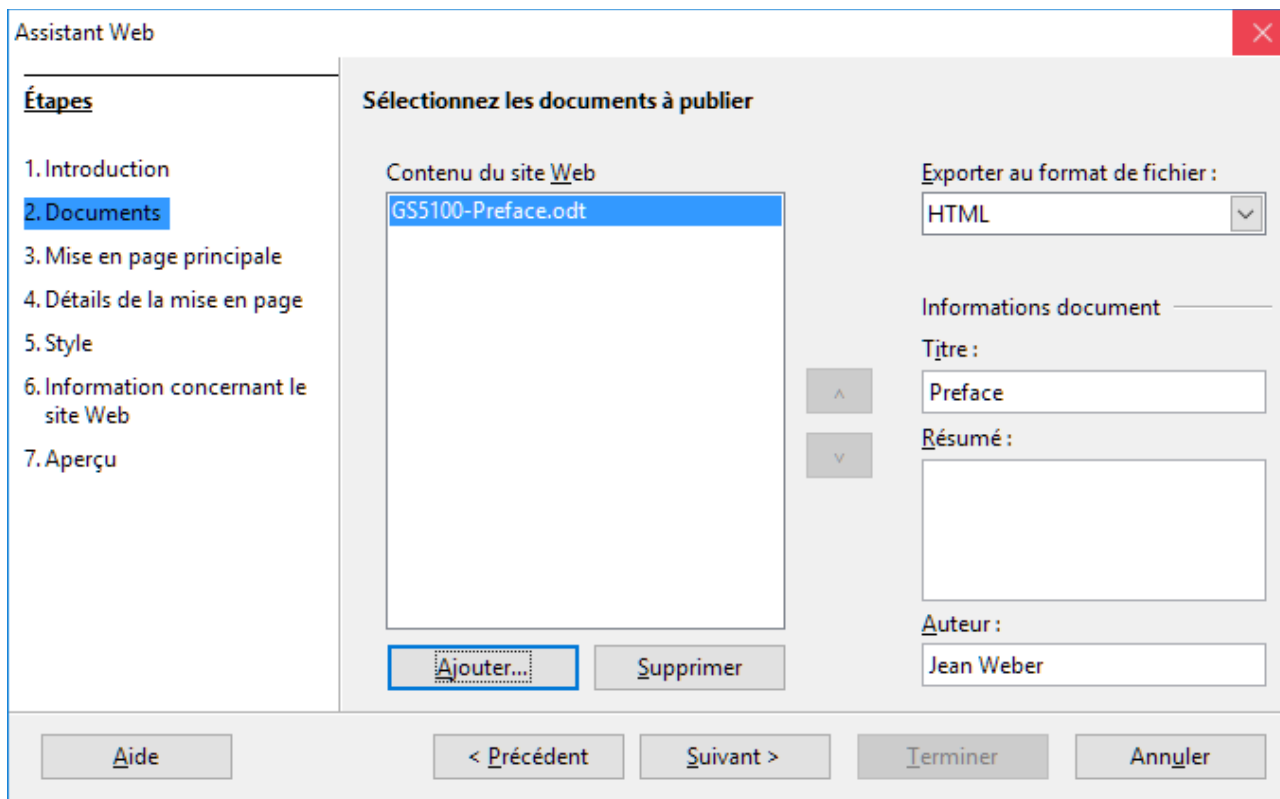 Assistant Web
Étapes
1. Introduction
2. Documents
3. Mise en page principale
4. Détails de la mise en page
5. Style
6. Information concernant le
site Web
7. Aperçu
Sélectionnez les documents à publier
Contenu du site Web
GS5100-Preface.odt
Ajouter...
Supprimer
Exporter au format de fichier :
HTML
Informations document
Titre :
Preface
Résumé :
Auteur :
Jean Weber
Aide
< Précédent
Suivant >
Terminer
Annuler